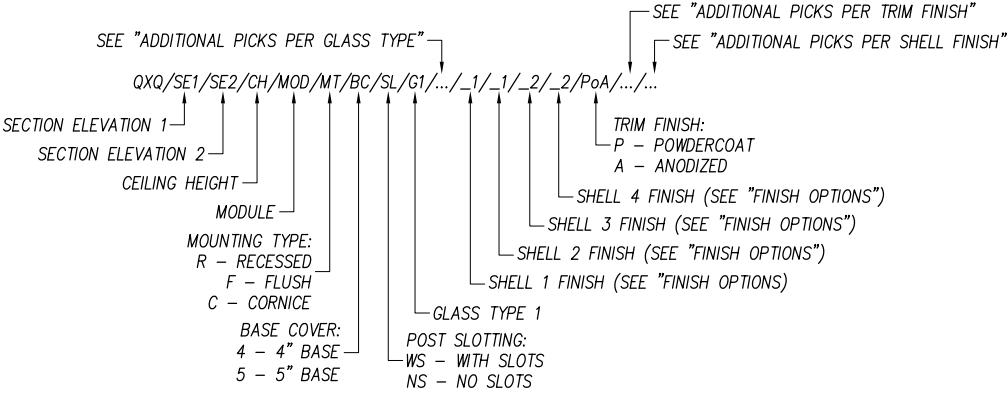 SEE "ADDITIONAL PICKS PER TRIM FINISH"
SEE "ADDITIONAL PICKS PER GLASS TYPE"
SEE "ADDITIONAL PICKS PER SHELL FINISH"
QXQ/SE1/SE2/CH/MOD/MT/BC/SL/G1/.../_1/_1/_2/_2/PoA/.../...
SECTION ELEVATION 1
SECTION ELEVATION 2
CEILING HEIGHT
MODULE
MOUNTING TYPE:
R - RECESSED
F - FLUSH
C - CORNICE
BASE COVER:
4 - 4" BASE
5 - 5" BASE
POST SLOTTING:
WS - WITH SLOTS
NS - NO SLOTS
GLASS TYPE 1
SHELL 1 FINISH (SEE "FINISH OPTIONS)
SHELL 2 FINISH (SEE "FINISH OPTIONS")
SHELL 3 FINISH (SEE "FINISH OPTIONS")
SHELL 4 FINISH (SEE "FINISH OPTIONS")
TRIM FINISH:
P - POWDERCOAT
A - ANODIZED